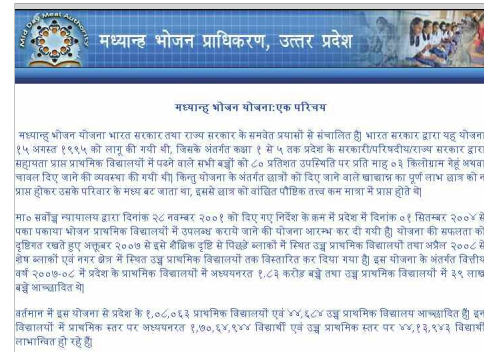 Mid Day Meal Authority
मध्यान्ह भोजन प्राधिकरण, उत्तर प्रदेश
मध्यान्ह भोजन योजना:एक परिचय
मध्यान्ह भोजन योजना भारत सरकार तथा राज्य सरकार के समवेत प्रयासों से संचालित है| भारत सरकार द्वारा यह योजना
१५ अगस्त १९९५ को लागू की गयी थी, जिसके अंतर्गत कक्षा १ से ५ तक प्रदेश के सरकारी/परिषदीय/राज्य सरकार द्वारा
सहायता प्राप्त प्राथमिक विद्यालयों में पढने वाले सभी बच्चों को ८० प्रतिशत उपस्थिति पर प्रति माह ०३ किलोग्राम गेहूं अथवा
चावल दिए जाने की व्यवस्था की गयी थी| किन्तु योजना के अंतर्गत छात्रों को दिए जाने वाले खाद्यान्न का पूर्ण लाभ छात्र को न
प्राप्त होकर उसके परिवार के मध्य बट जाता था, इससे छात्र को वांछित पौष्टिक तत्व कम मात्रा में प्राप्त होते थे|
मा० सर्वोच्च न्यायालय द्वारा दिनांक २८ नवम्बर २००१ को दिए गए निर्देश के क्रम में प्रदेश में दिनांक ०१ सितम्बर २००४ से
पका पकाया भोजन प्राथमिक विद्यालयों में उपलब्ध कराये जाने की योजना आरम्भ कर दी गयी है| योजना की सफलता को
दृष्टिगत रखते हुए अक्तूबर २००७ से इसे शैक्षिक दृष्टि से पिछड़े ब्लाकों में स्थित उच्च प्राथमिक विद्यालयों तथा अप्रैल २००८ से
शेष ब्लाकों एवं नगर क्षेत्र में स्थित उच्च प्राथमिक विद्यालयों तक विस्तारित कर दिया गया है| इस योजना के अंतर्गत वित्तीय
वर्ष २००७-०८ में प्रदेश के प्राथमिक विद्यालयों में अध्ययनरत १.८३ करोड़ बच्चे तथा उच्च प्राथमिक विद्यालयों में ३९ लाख
बच्चे आच्छादित थे|
वर्तमान में इस योजना से प्रदेश के १,०८,०६३ प्राथमिक विद्यालयों एवं ४४,६८४ उच्च प्राथमिक विद्यालय आच्छादित हैं| इन
विद्यालयों में प्राथमिक स्तर पर अध्ययनरत १,७०,६४,९४४ विद्यार्थी एवं उच्च प्राथमिक स्तर पर ४४,१३,९४३ विद्यार्थी
लाभान्वित हो रहे हैं|